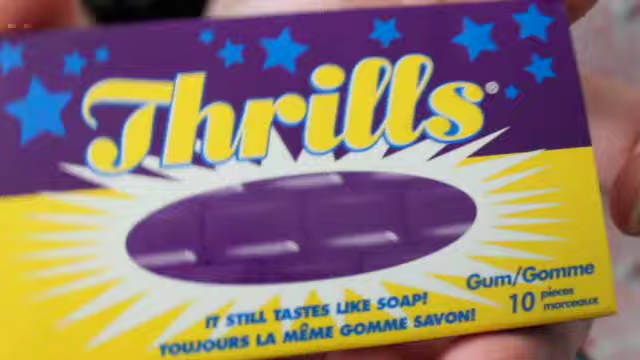 Thrills®
IT STILL TASTES LIKE SOAP!
TOUJOURS LA MÊME GOMME SAVON!
Gum/Gomme
10 pieces
morceaux